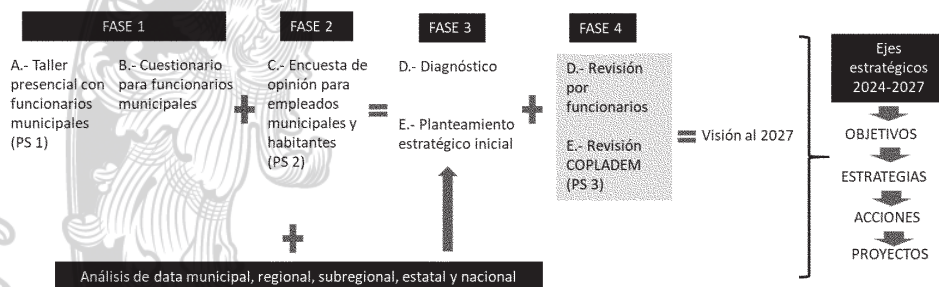 FASE 1
A.- Taller
presencial con
funcionarios
municipales
(PS 1)
B.- Cuestionario
para funcionarios
municipales
+
FASE 2
C.- Encuesta de
opinión para
empleados
municipales y
habitantes
(PS 2)
=
FASE 3
D.- Diagnóstico
E.- Planteamiento
estratégico inicial
+
FASE 4
D.- Revisión
por
funcionarios
E.- Revisión
COPLADEM
(PS 3)
= Visión al 2027
Ejes
estratégicos
2024-2027
OBJETIVOS
ESTRATEGIAS
ACCIONES
PROYECTOS
+
Análisis de data municipal, regional, subregional, estatal y nacional